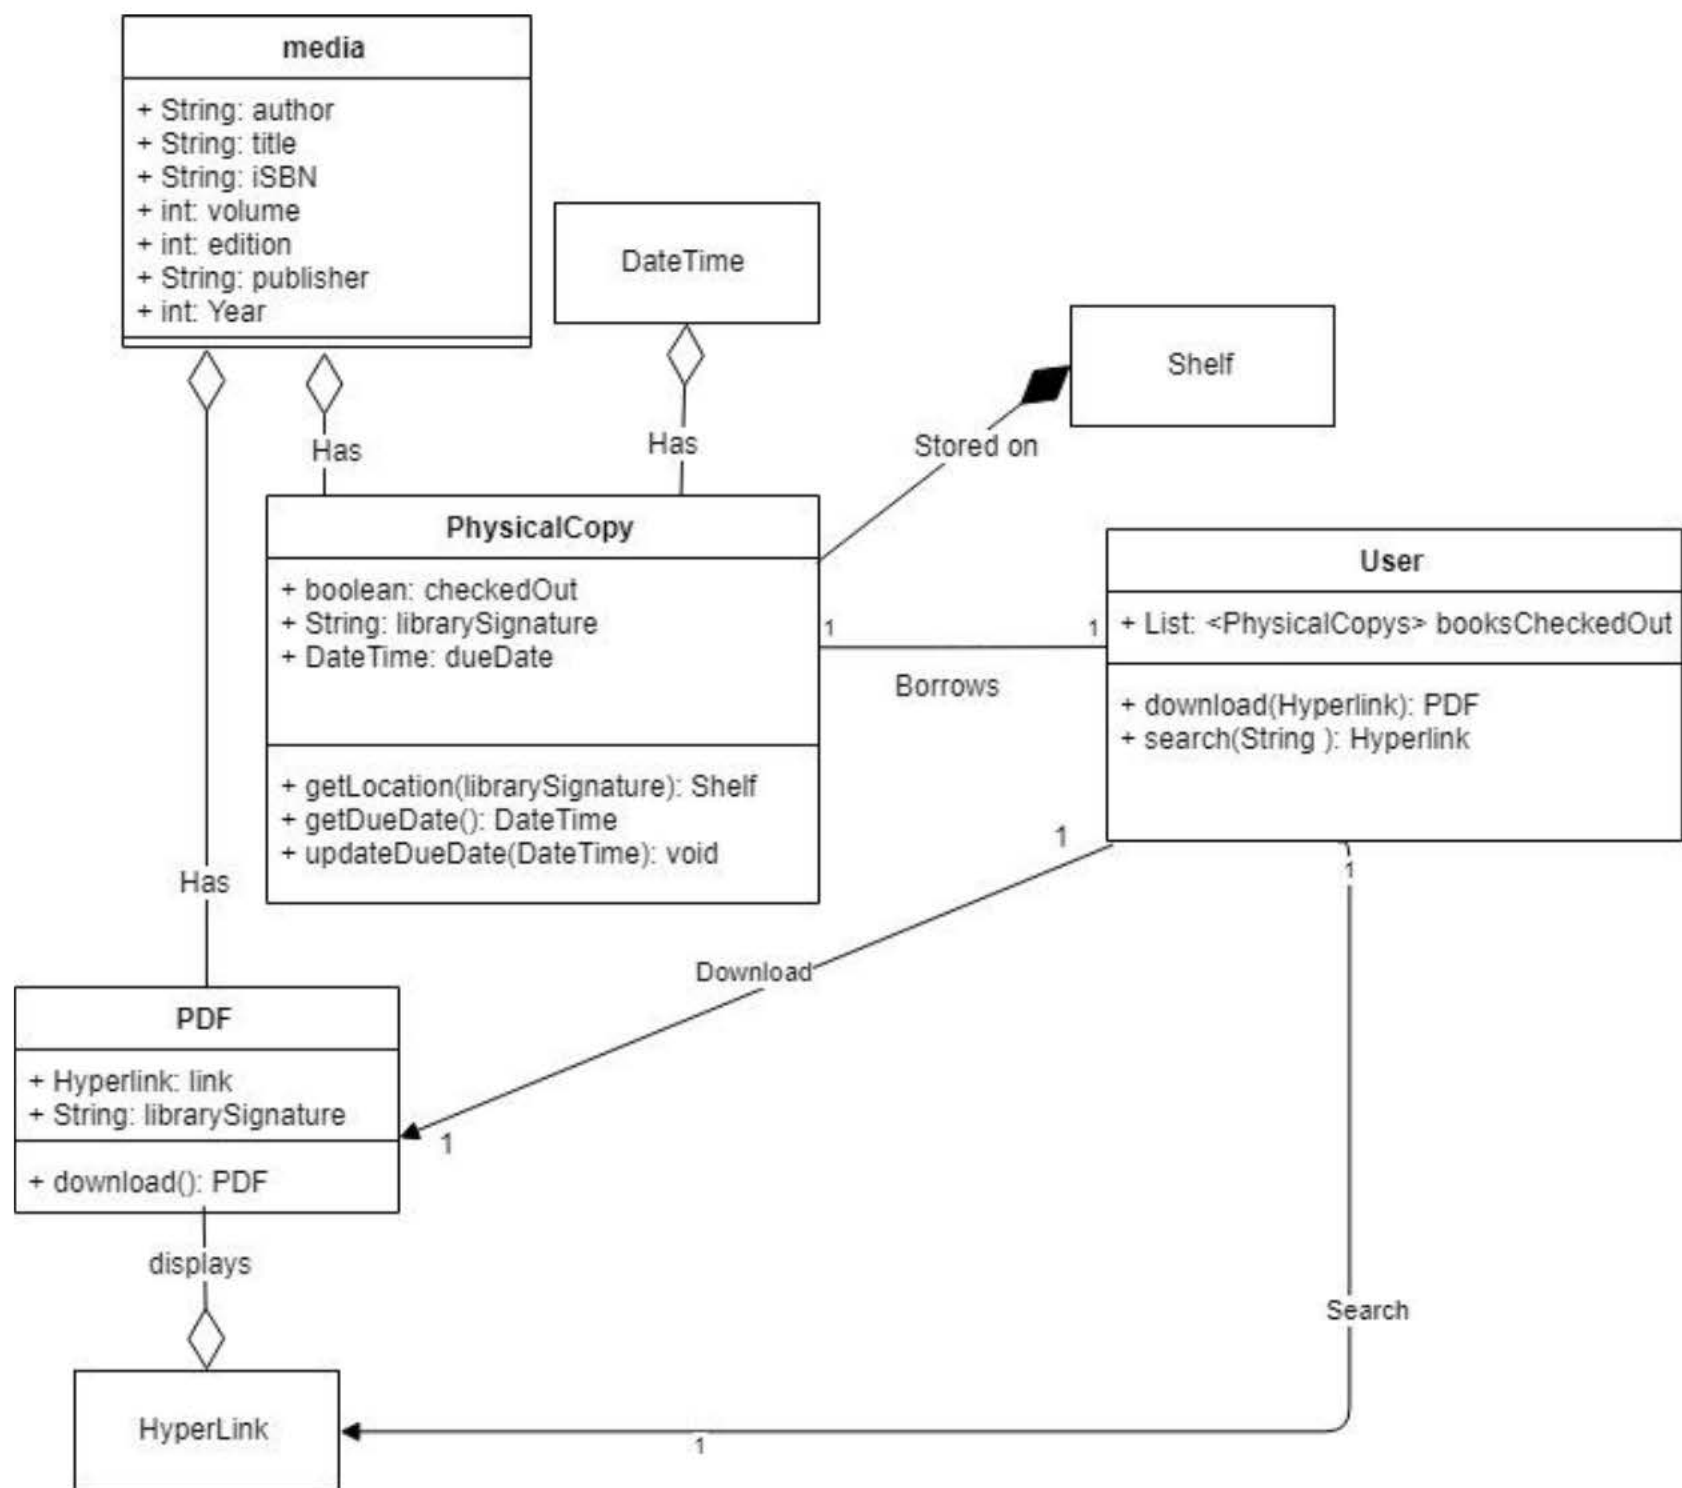 media
+ String: author
+ String: title
+ String: iSBN
+ int: volume
+ int: edition
+ String: publisher
+ int: Year
DateTime
Shelf
Has
Has
Stored on
PhysicalCopy
+ boolean: checkedOut
+ String: librarySignature
+ DateTime: dueDate
+ getLocation(librarySignature): Shelf
+ getDueDate(): DateTime
+ updateDueDate(DateTime): void
1
1
Borrows
User
+ List: <PhysicalCopys> booksCheckedOut
+ download(Hyperlink): PDF
+ search(String ): Hyperlink
1
1
Has
Download
PDF
+ Hyperlink: link
+ String: librarySignature
+ download(): PDF
1
displays
Search
HyperLink
1